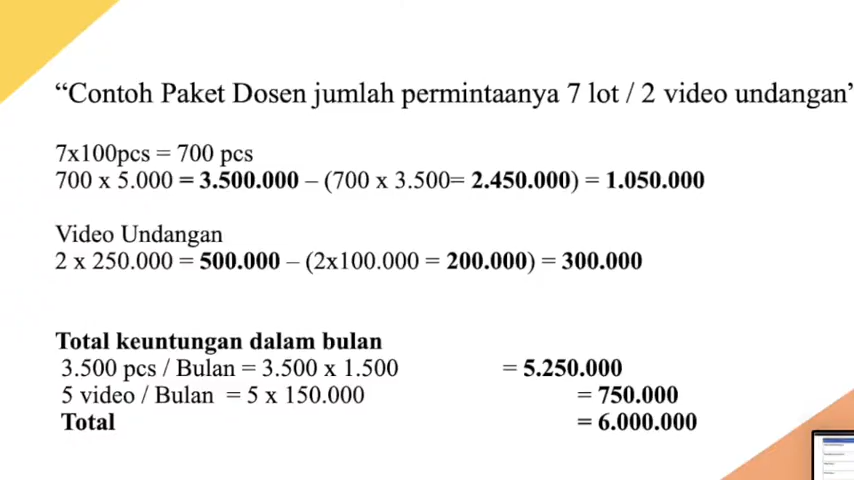 “Contoh Paket Dosen jumlah permintaanya 7 lot / 2 video undangan”
7x100pcs = 700 pcs
700 x 5.000 = 3.500.000 – (700 x 3.500= 2.450.000) = 1.050.000
Video Undangan
2 x 250.000 = 500.000 – (2x100.000 = 200.000) = 300.000
Total keuntungan dalam bulan
3.500 pcs / Bulan = 3.500 x 1.500 = 5.250.000
5 video / Bulan = 5 x 150.000 = 750.000
Total = 6.000.000